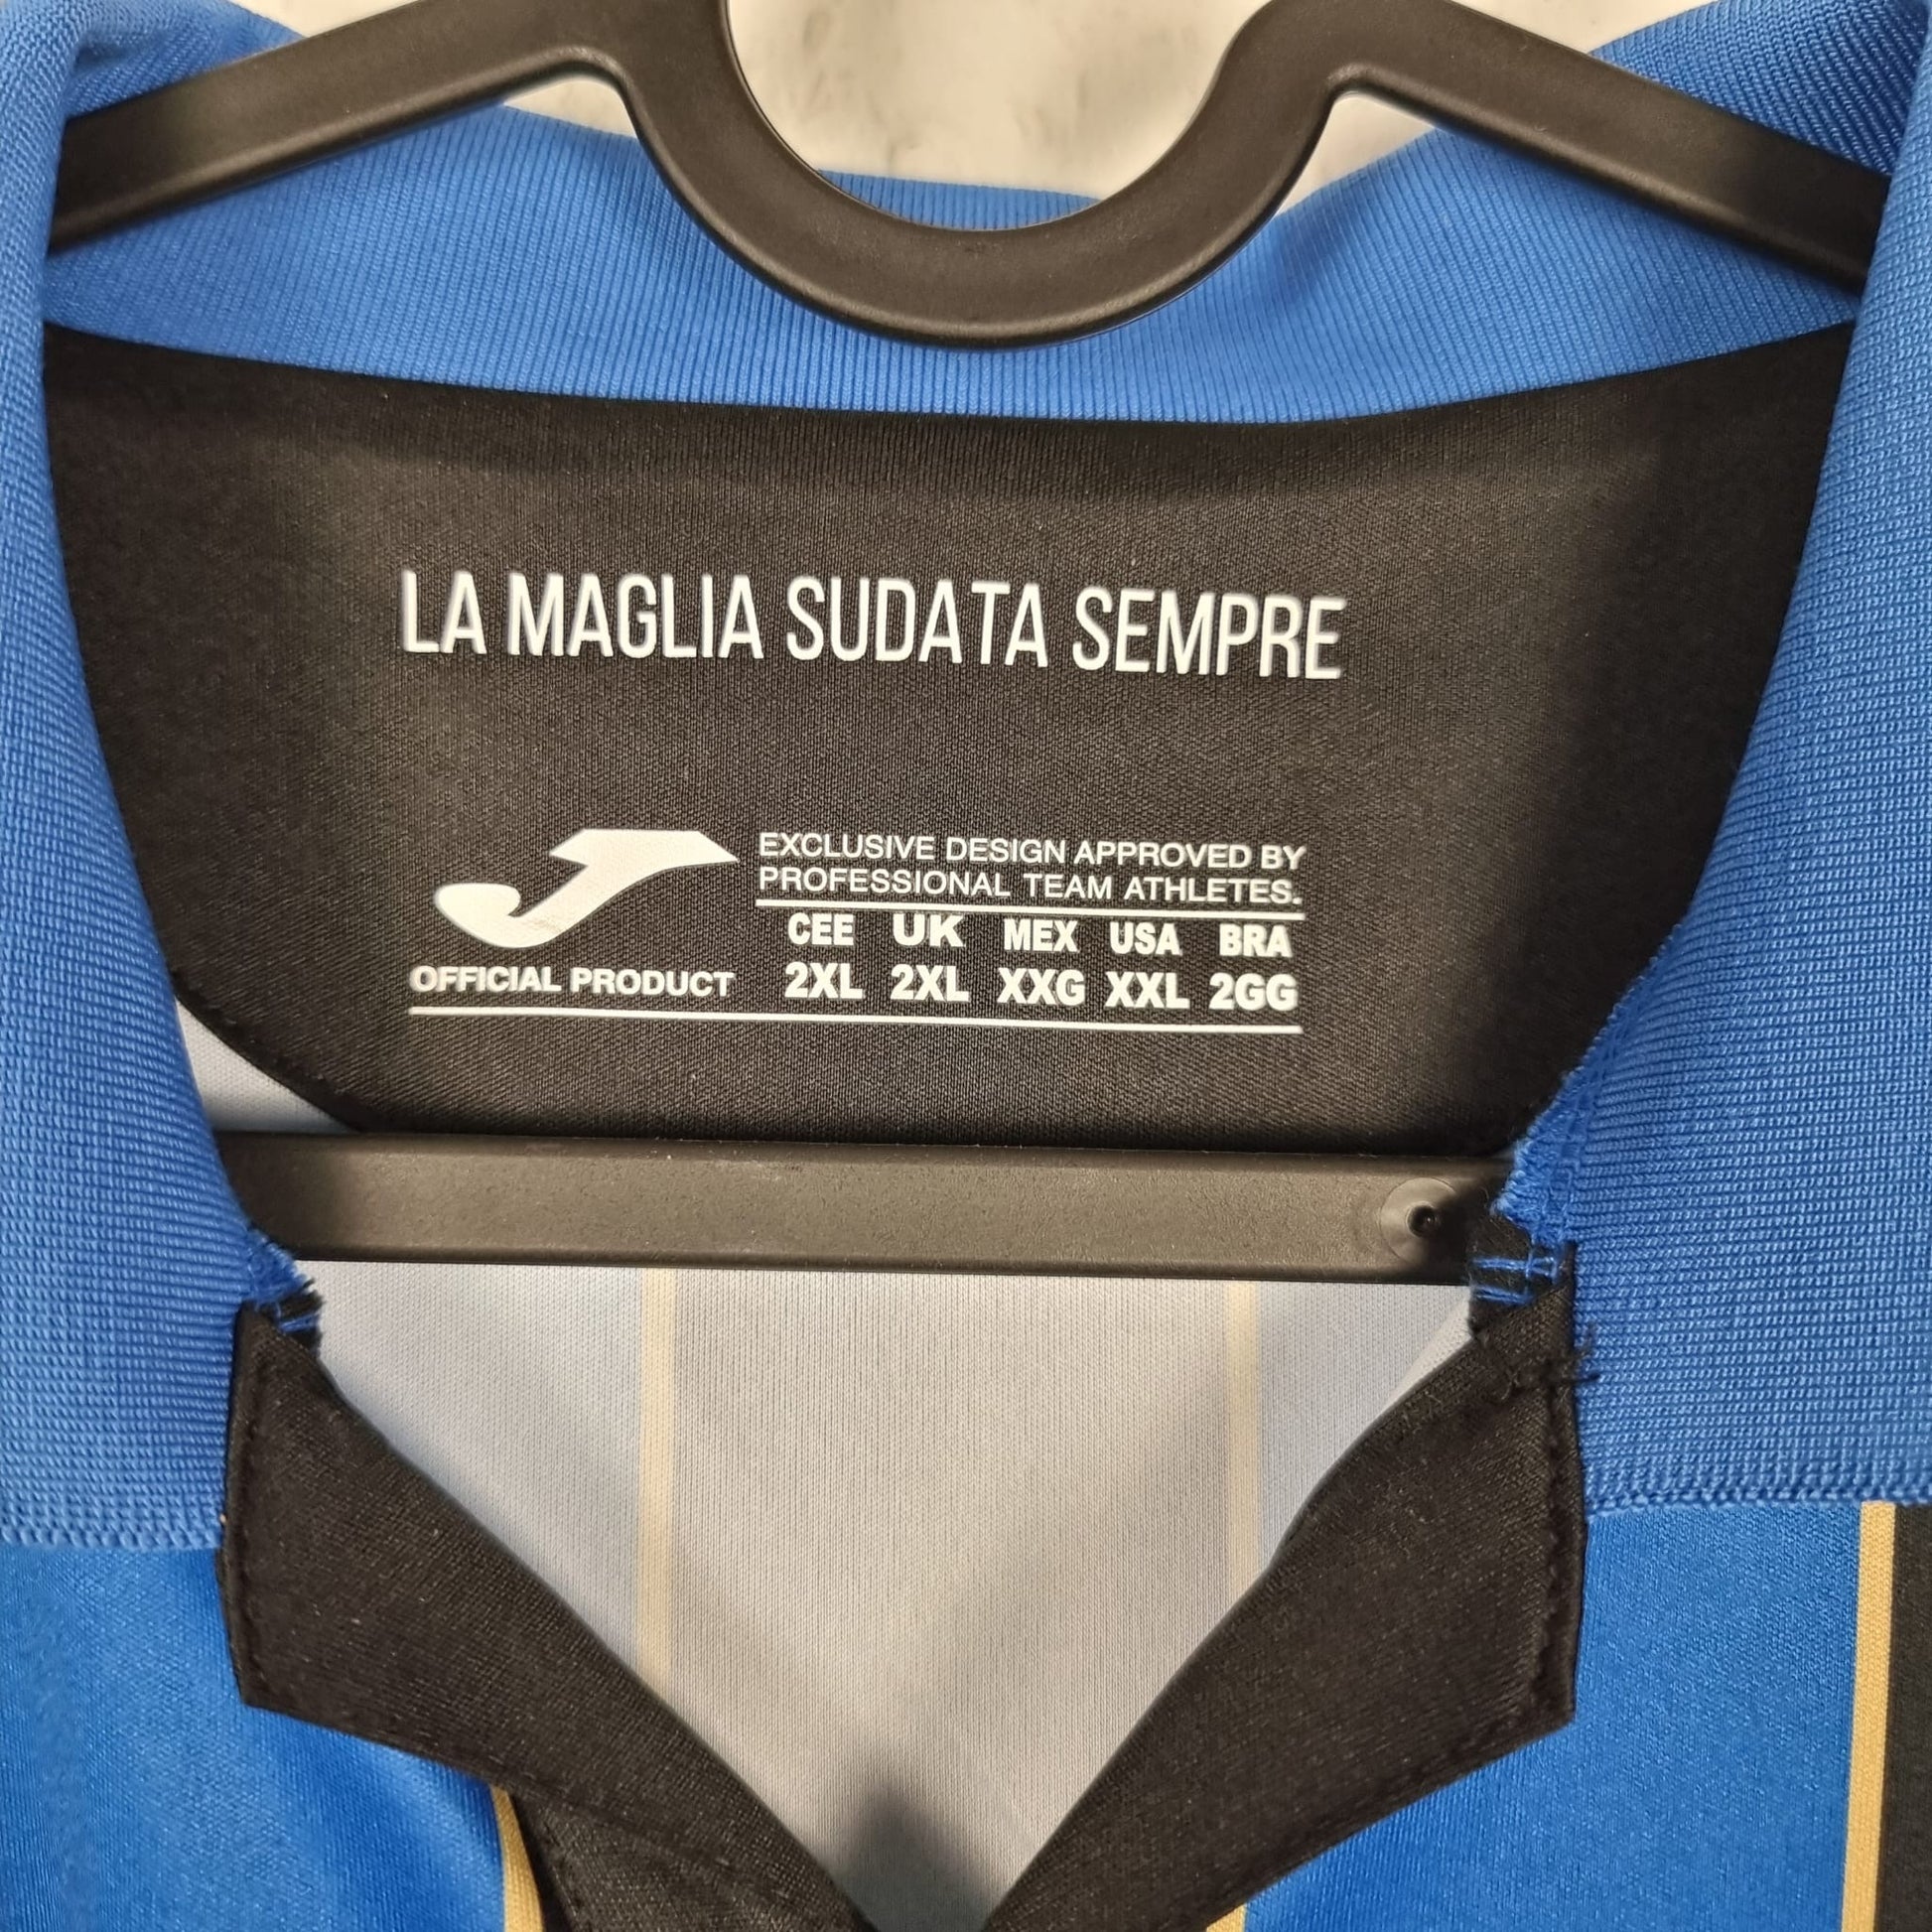 LA MAGLIA SUDATA SEMPRE
EXCLUSIVE DESIGN APPROVED BY
PROFESSIONAL TEAM ATHLETES.
CEE UK MEX USA BRA
2XL 2XL XXG XXL 2GG
OFFICIAL PRODUCT